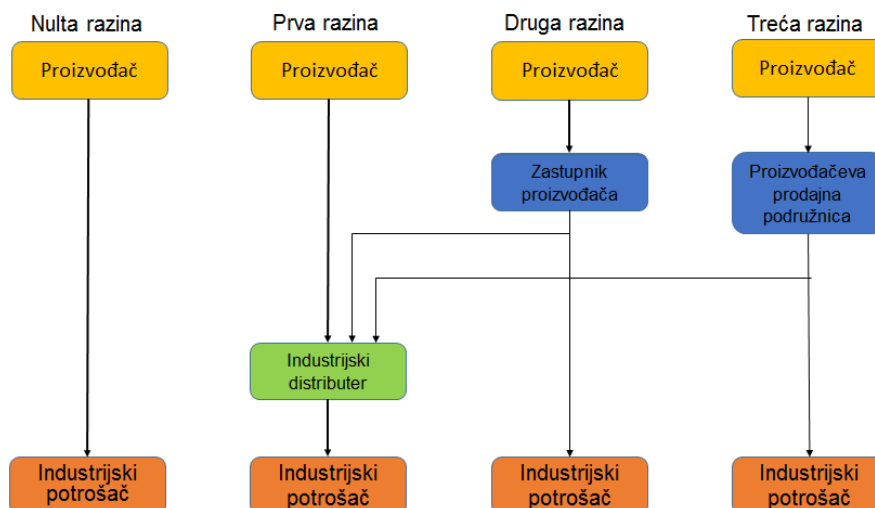 Nulta razina
Prva razina
Druga razina
Treća razina
Proizvođač
Proizvođač
Proizvođač
Proizvođač
Zastupnik
proizvođača
Proizvođačeva
prodajna
podružnica
Industrijski
distributer
Industrijski
potrošač
Industrijski
potrošač
Industrijski
potrošač
Industrijski
potrošač